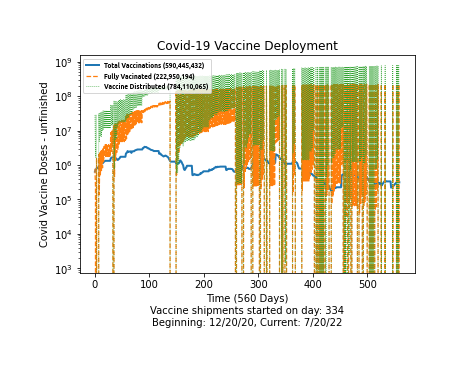 Covid-19 Vaccine Deployment
Total Vaccinations (590,445,432)
Fully Vacinated (222,950,194)
Vaccine Distributed (784,110,065)
Covid Vaccine Doses - unfinished
10⁹
10⁸
10⁷
10⁶
10⁵
10⁴
10³
0 100 200 300 400 500
Time (560 Days)
Vaccine shipments started on day: 334
Beginning: 12/20/20, Current: 7/20/22